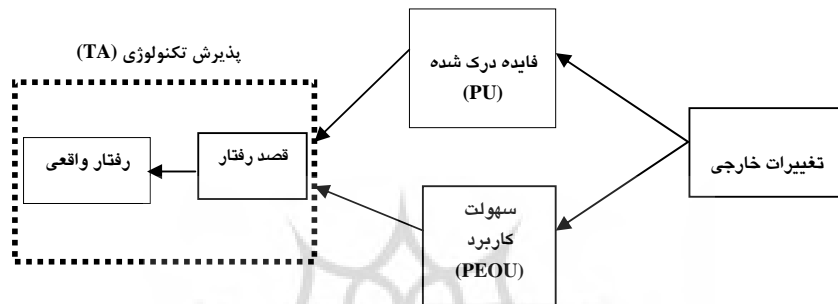 پذیرش تکنولوژی (TA)
فایده درک شده
(PU)
تغییرات خارجی
قصد رفتار
رفتار واقعی
سهولت
کاربرد
(PEOU)